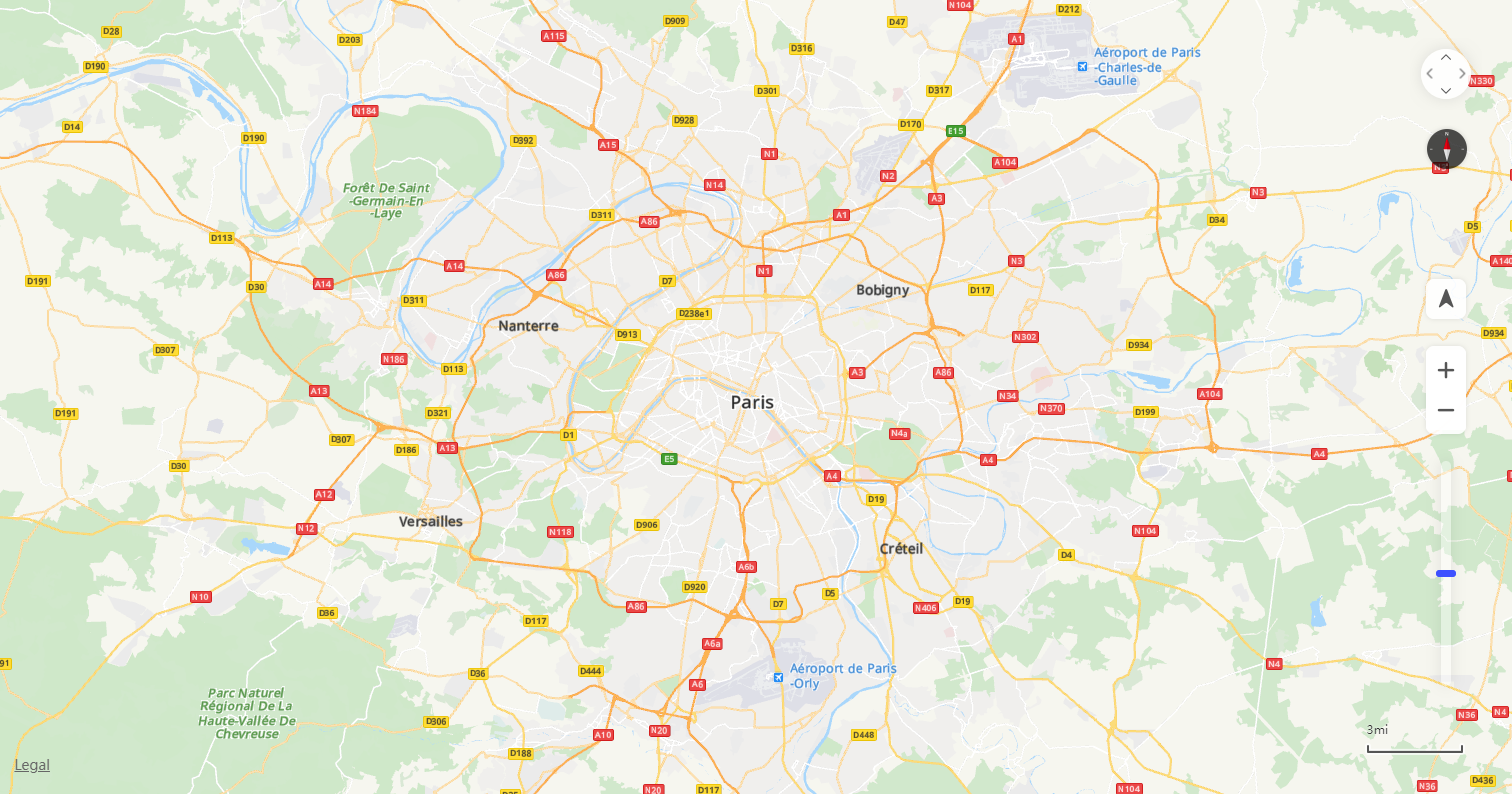 N104
D212
D909
D47
D28
A115
D203
A1
D316
Aéroport de Paris
-Charles-de
-Gaulle
D190
N330
D301
D317
N184
D928
D170
D14
E15
D190
D392
A15
N
N1
A104
N2
N14
Forêt De Saint
-Germain-En
-Laye
N3
A3
D311
A1
D34
A86
D5
D113
N3
A140
A14
A14
N1
A86
D191
D7
D30
Bobigny
D117
D311
D238e1
Nanterre
D913
N302
D934
D934
D307
N186
D113
A3
A86
A13
A104
N34
Paris
N370
D191
D321
D199
D1
N4a
D307
D186
A13
A4
E5
A4
D30
A4
A12
D19
Versailles
D906
N12
N118
N104
Créteil
D4
A6b
D920
N10
D5
D19
D7
A86
N406
D36
D117
A6a
91
N4
Aéroport de Paris
-Orly
D444
D36
A6
Parc Naturel
Régional De La
Haute-Vallée De
Chevreuse
N4
N36
D306
N20
3mi
A10
D448
D188
Legal
D436
N36
N104
N20
D117